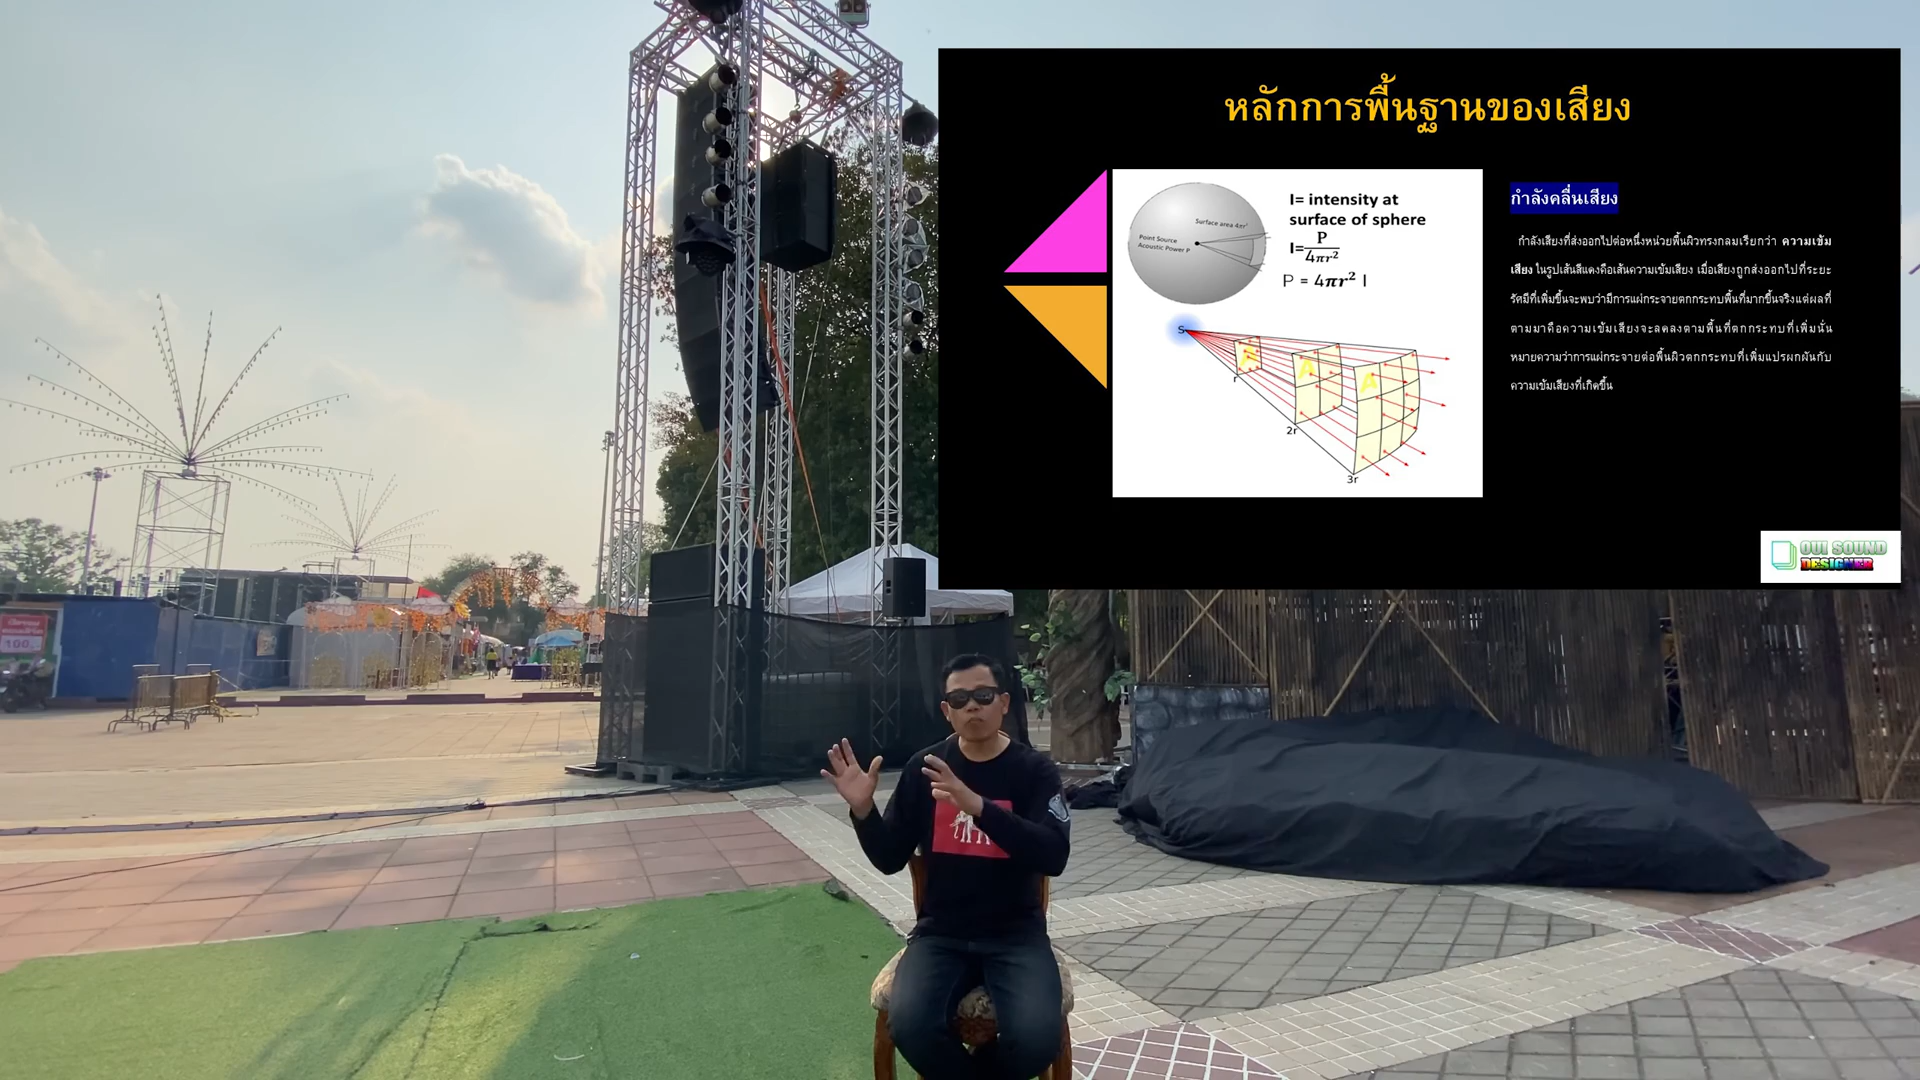 หลักการพื้นฐานของเสียง
Point Source
Acoustic Power P
Surface area 4πr²
I= intensity at
surface of sphere
I=P/4πr²
P = 4πr² I
S
A
A
A
r
2r
3r
กำลังคลื่นเสียง
กำลังเสียงที่ส่งออกไปต่อหนึ่งหน่วยพื้นผิวทรงกลมเรียกว่า ความเข้ม
เสียง ในรูปเส้นสีแดงคือเส้นความเข้มเสียง เมื่อเสียงถูกส่งออกไปที่ระยะ
รัศมีที่เพิ่มขึ้นจะพบว่ามีการแผ่กระจายตกกระทบพื้นที่มากขึ้นจริงแต่ผลที่
ตามมาคือความเข้มเสียงจะลดลงตามพื้นที่ตกกระทบที่เพิ่มนั่น
หมายความว่าการแผ่กระจายต่อพื้นผิวตกกระทบที่เพิ่มแปรผกผันกับ
ความเข้มเสียงที่เกิดขึ้น
OUI SOUND
DESIGNER
100